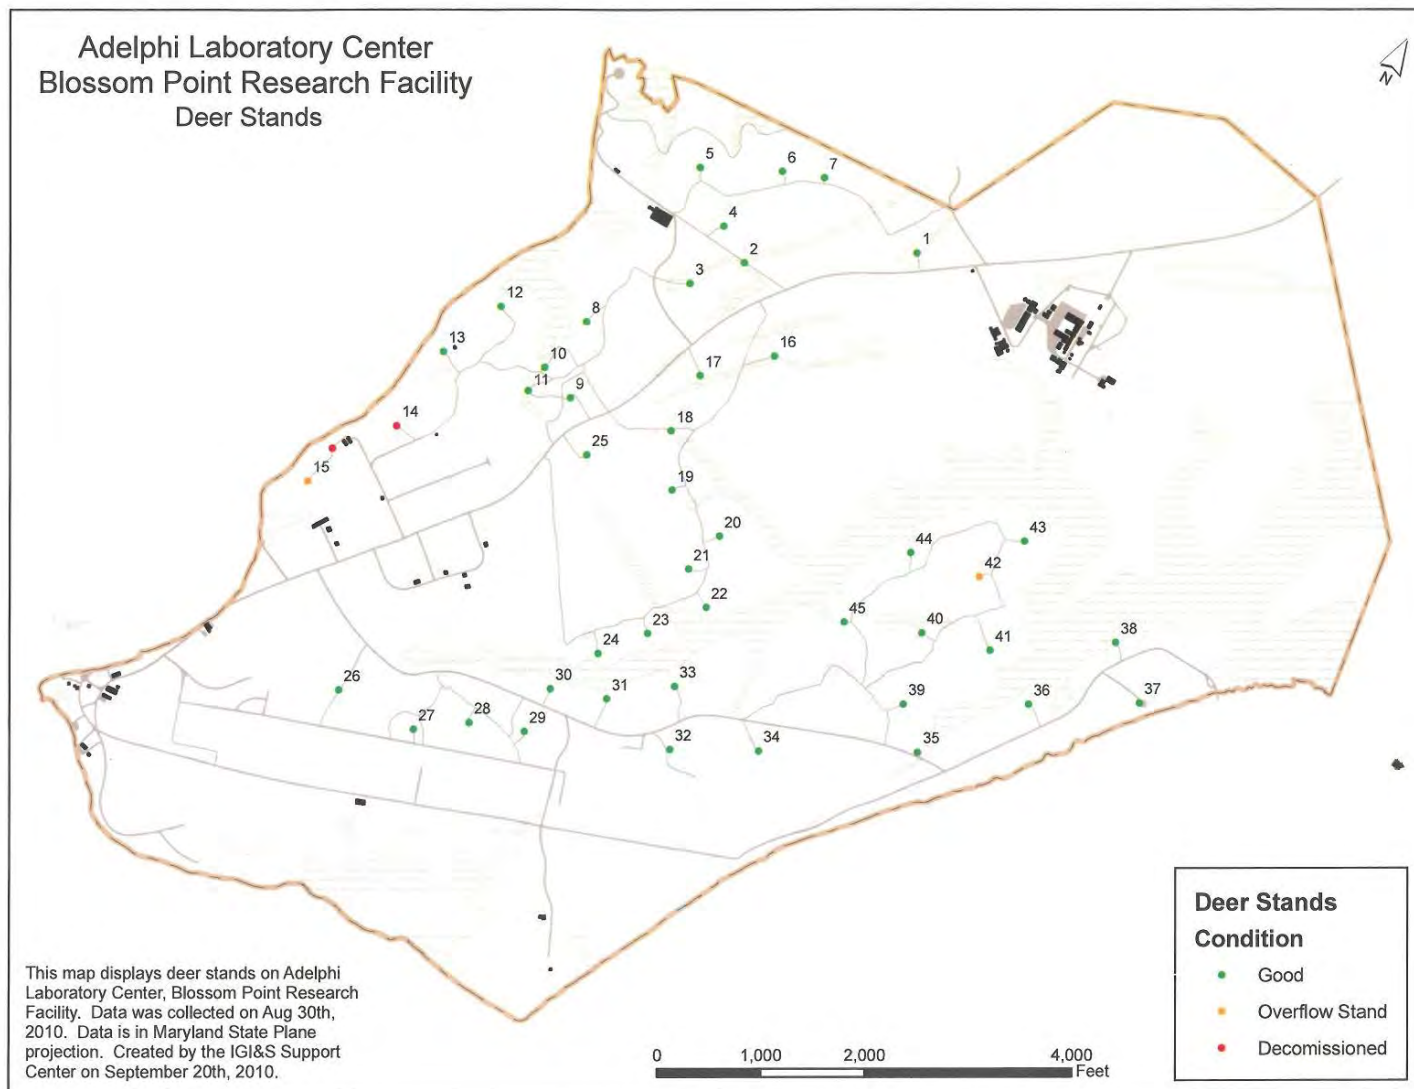 Adelphi Laboratory Center
Blossom Point Research Facility
Deer Stands
N
5
6
7
4
2
1
3
12
8
13
10
16
17
11
9
14
18
25
15
19
20
43
44
21
42
22
45
23
40
38
41
24
33
30
26
31
39
36
37
28
27
29
32
34
35
Deer Stands
Condition
Good
Overflow Stand
Decomissioned
This map displays deer stands on Adelphi
Laboratory Center, Blossom Point Research
Facility. Data was collected on Aug 30th,
2010. Data is in Maryland State Plane
projection. Created by the IGI&S Support
Center on September 20th, 2010.
0 1,000 2,000 4,000
Feet